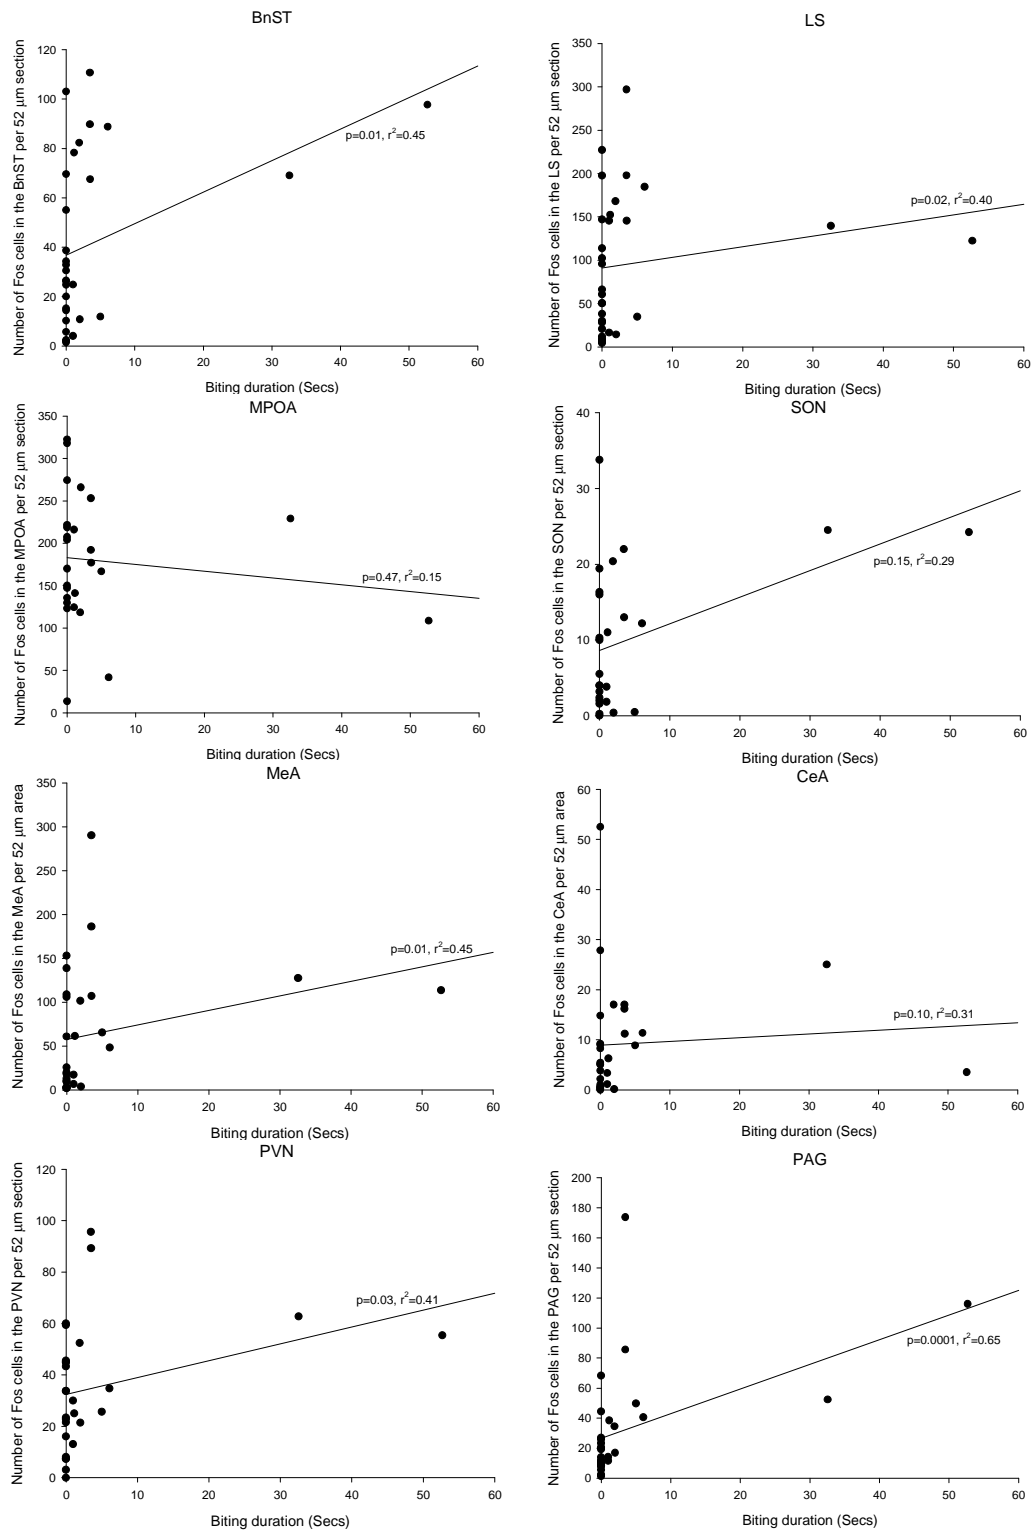 BnST
Number of Fos cells in the BnST per 52 µm section
120
100
80
60
40
20
0
p=0.01, r²=0.45
0 10 20 30 40 50 60
Biting duration (Secs)
LS
Number of Fos cells in the LS per 52 µm section
350
300
250
200
150
100
50
0
p=0.02, r²=0.40
0 10 20 30 40 50 60
Biting duration (Secs)
MPOA
Number of Fos cells in the MPOA per 52 µm section
350
300
250
200
150
100
50
0
p=0.47, r²=0.15
0 10 20 30 40 50 60
Biting duration (Secs)
SON
Number of Fos cells in the SON per 52 µm section
40
30
20
10
0
p=0.15, r²=0.29
0 10 20 30 40 50 60
Biting duration (Secs)
MeA
Number of Fos cells in the MeA per 52 µm area
350
300
250
200
150
100
50
0
p=0.01, r²=0.45
0 10 20 30 40 50 60
Biting duration (Secs)
CeA
Number of Fos cells in the CeA per 52 µm area
60
50
40
30
20
10
0
p=0.10, r²=0.31
0 10 20 30 40 50 60
Biting duration (Secs)
PVN
Number of Fos cells in the PVN per 52 µm section
120
100
80
60
40
20
0
p=0.03, r²=0.41
0 10 20 30 40 50 60
Biting duration (Secs)
PAG
Number of Fos cells in the PAG per 52 µm section
200
180
160
140
120
100
80
60
40
20
0
p=0.0001, r²=0.65
0 10 20 30 40 50 60
Biting duration (Secs)